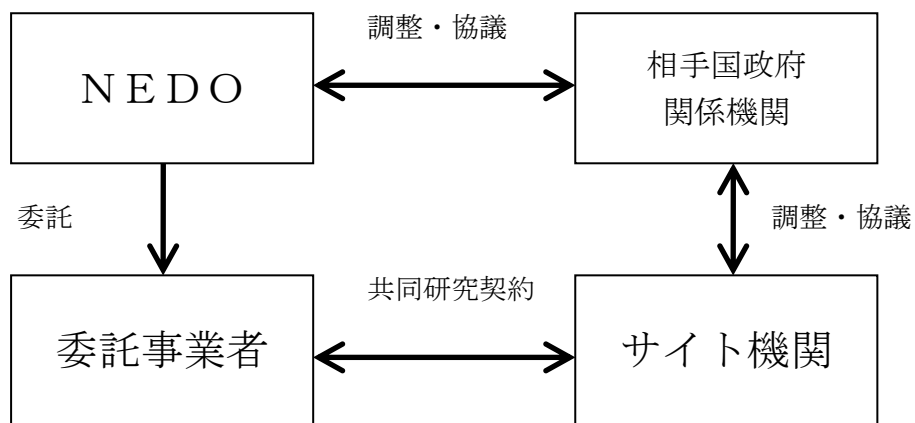 調整・協議
ＮＥＤＯ
相手国政府
関係機関
委託
調整・協議
共同研究契約
委託事業者
サイト機関